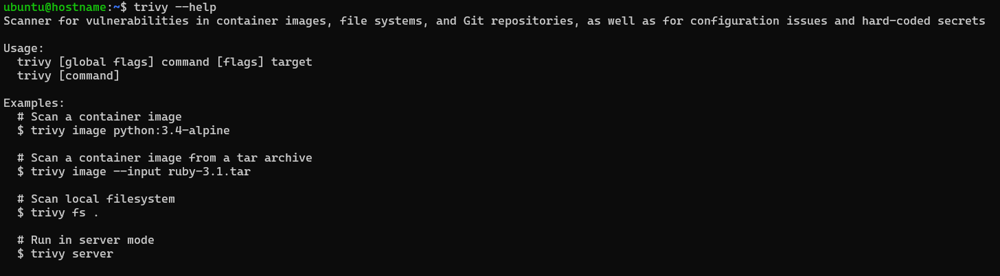 ubuntu@hostname:~$ trivy --help
Scanner for vulnerabilities in container images, file systems, and Git repositories, as well as for configuration issues and hard-coded secrets

Usage:
  trivy [global flags] command [flags] target
  trivy [command]

Examples:
  # Scan a container image
  $ trivy image python:3.4-alpine

  # Scan a container image from a tar archive
  $ trivy image --input ruby-3.1.tar

  # Scan local filesystem
  $ trivy fs .

  # Run in server mode
  $ trivy server